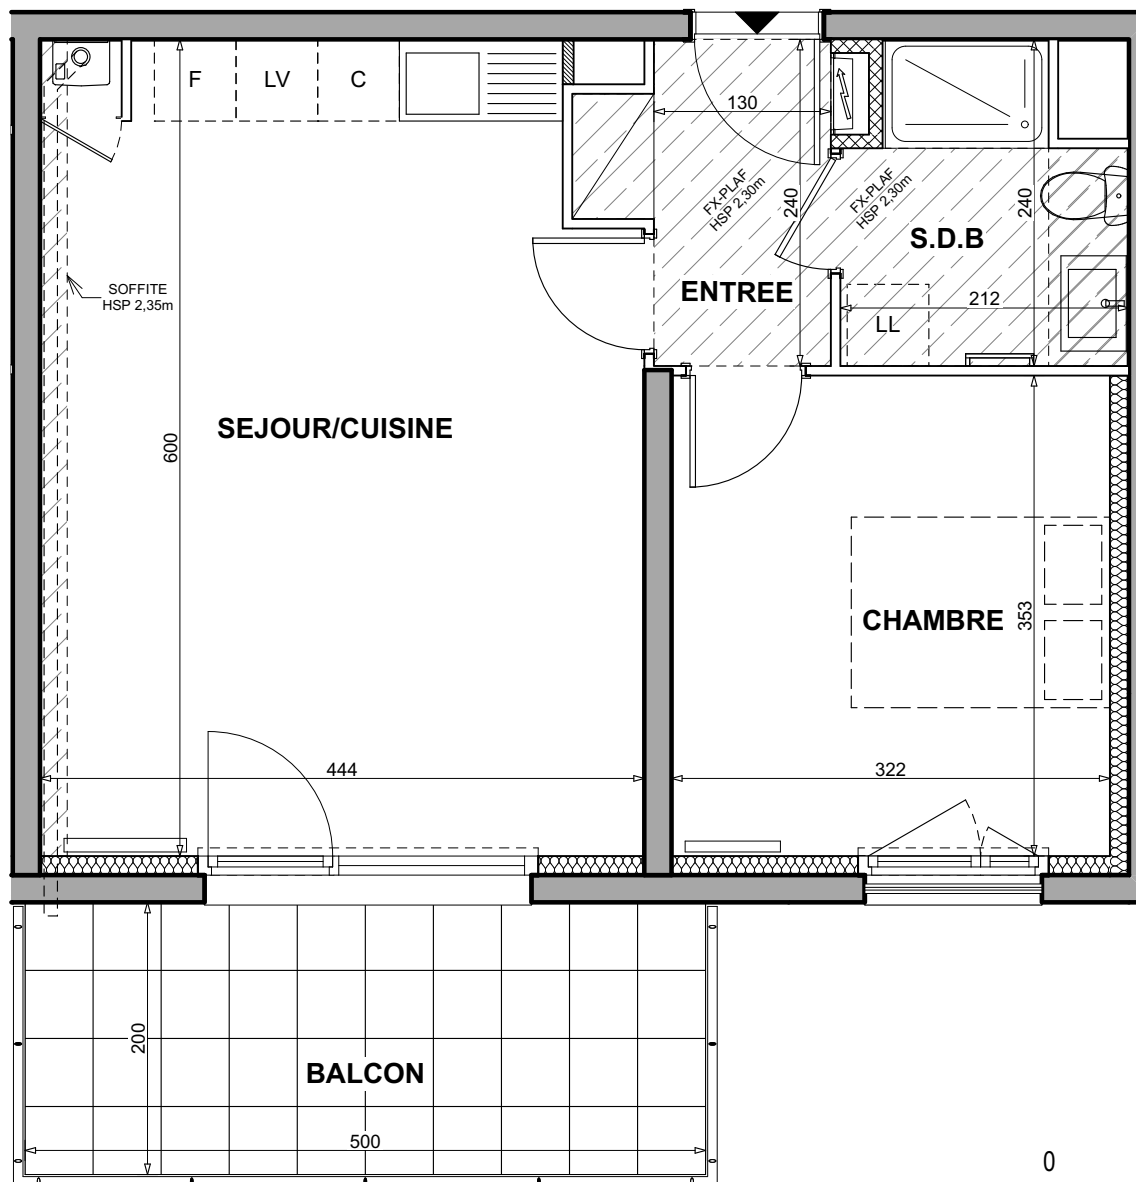 F
LV
C
130
FX-PLAF
HSP 2,30m
240
FX-PLAF
HSP 2,30m
240
S.D.B
SOFFITE
HSP 2,35m
ENTREE
212
LL
SEJOUR/CUISINE
600
CHAMBRE
353
444
322
200
BALCON
500
0